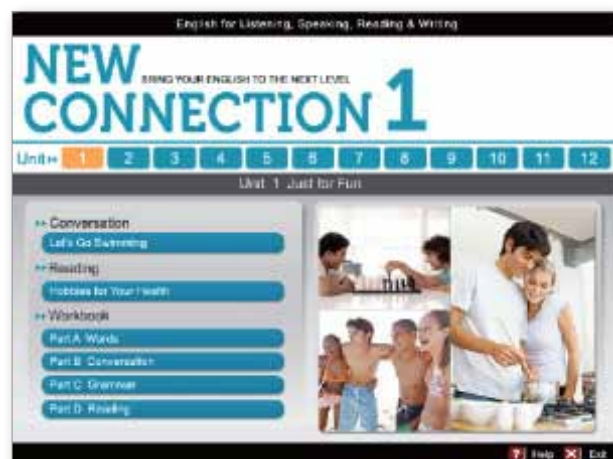 English for Listening, Speaking, Reading & Writing
NEW
BRING YOUR ENGLISH TO THE NEXT LEVEL
CONNECTION 1
Unit 1 2 3 4 5 6 7 8 9 10 11 12
Unit 1 Just for Fun
Conversation
Let's Go Swimming
Reading
Hobbies for Your Health
Workbook
Part A Words
Part B Conversation
Part C Grammar
Part D Reading
? Help X Exit